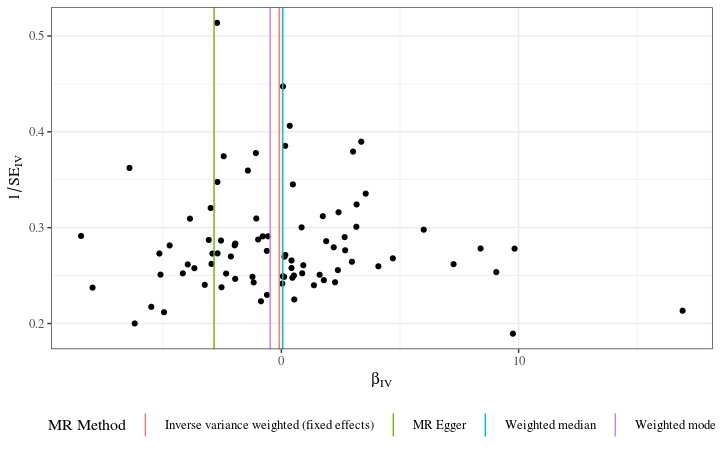 0.5
0.4
0.3
0.2
1/SE_IV
0
10
β_IV
MR Method
Inverse variance weighted (fixed effects)
MR Egger
Weighted median
Weighted mode